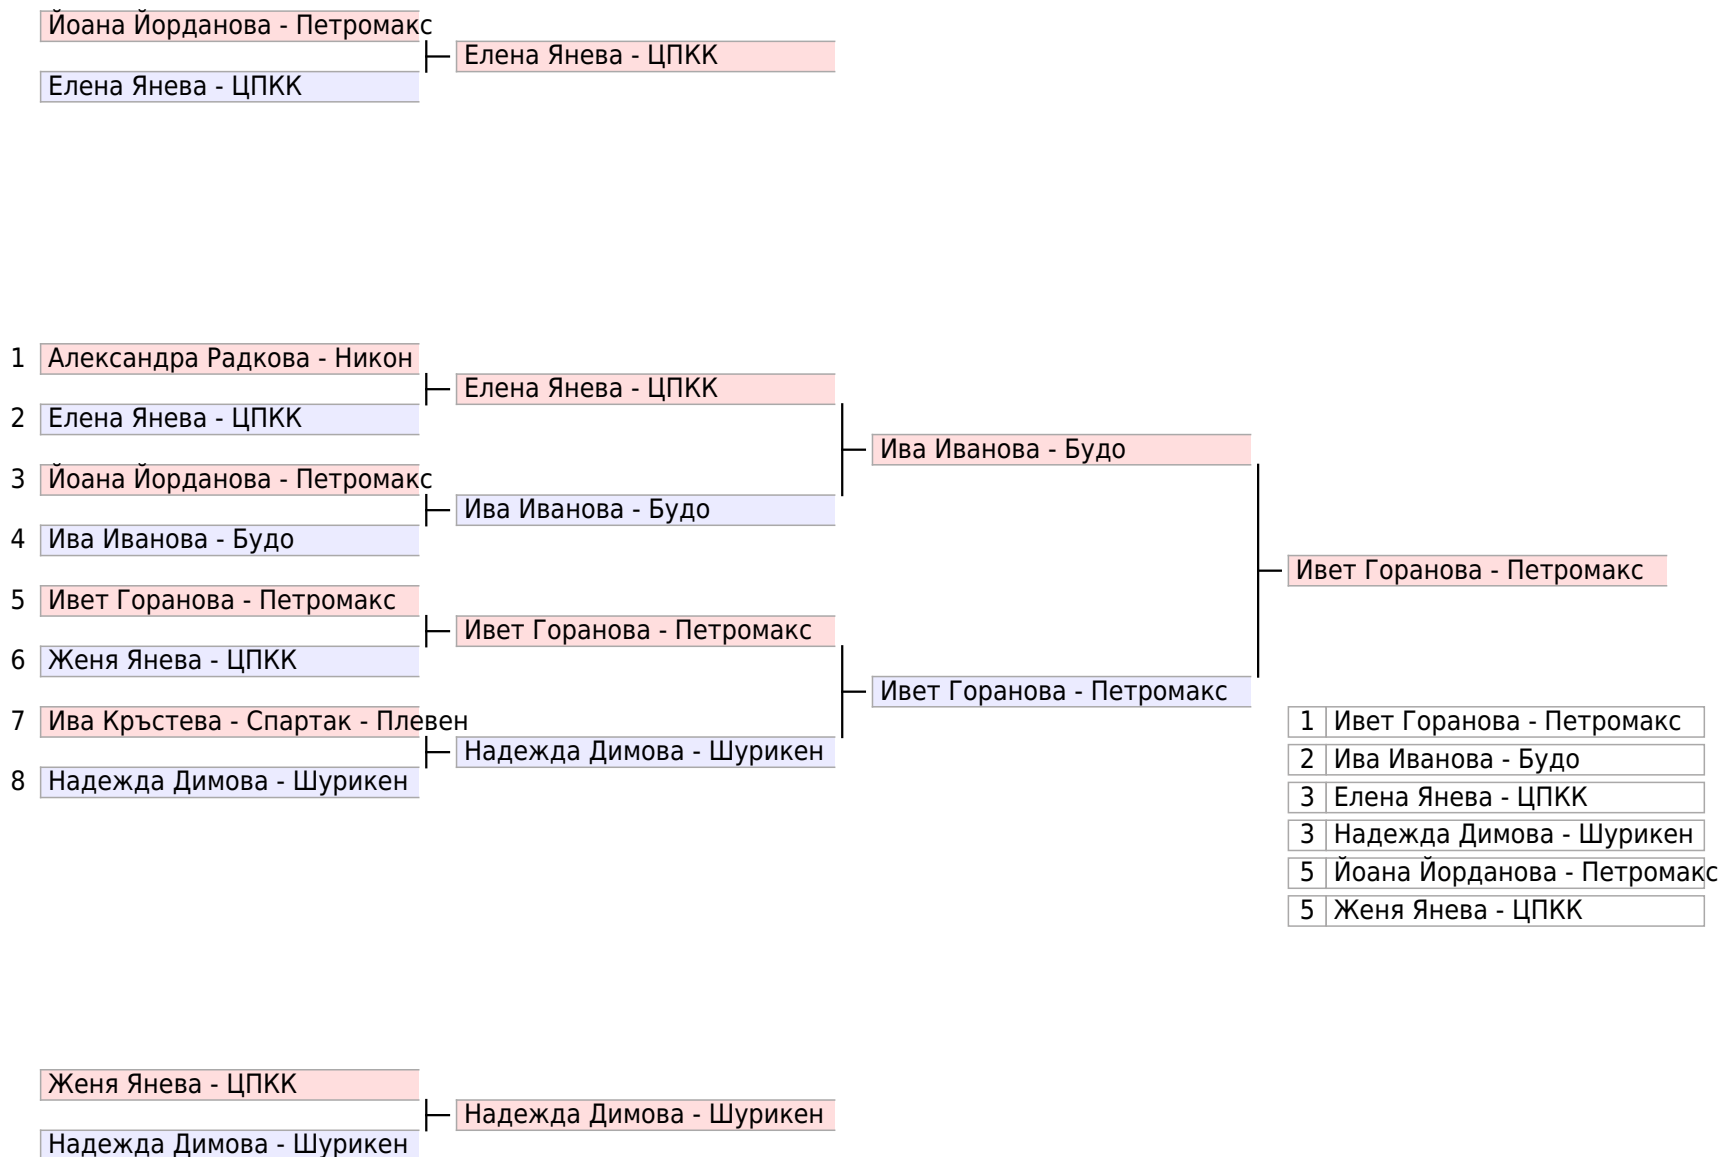 Йоана Йорданова - Петромакс
Елена Янева - ЦПКК
Елена Янева - ЦПКК
1 Александра Радкова - Никон
Елена Янева - ЦПКК
2 Елена Янева - ЦПКК
Ива Иванова - Будо
3 Йоана Йорданова - Петромакс
Ива Иванова - Будо
4 Ива Иванова - Будо
Ивет Горанова - Петромакс
5 Ивет Горанова - Петромакс
Ивет Горанова - Петромакс
6 Женя Янева - ЦПКК
Ивет Горанова - Петромакс
7 Ива Кръстева - Спартак - Плевен
Надежда Димова - Шурикен
8 Надежда Димова - Шурикен
1 Ивет Горанова - Петромакс
2 Ива Иванова - Будо
3 Елена Янева - ЦПКК
3 Надежда Димова - Шурикен
5 Йоана Йорданова - Петромакс
5 Женя Янева - ЦПКК
Женя Янева - ЦПКК
Надежда Димова - Шурикен
Надежда Димова - Шурикен